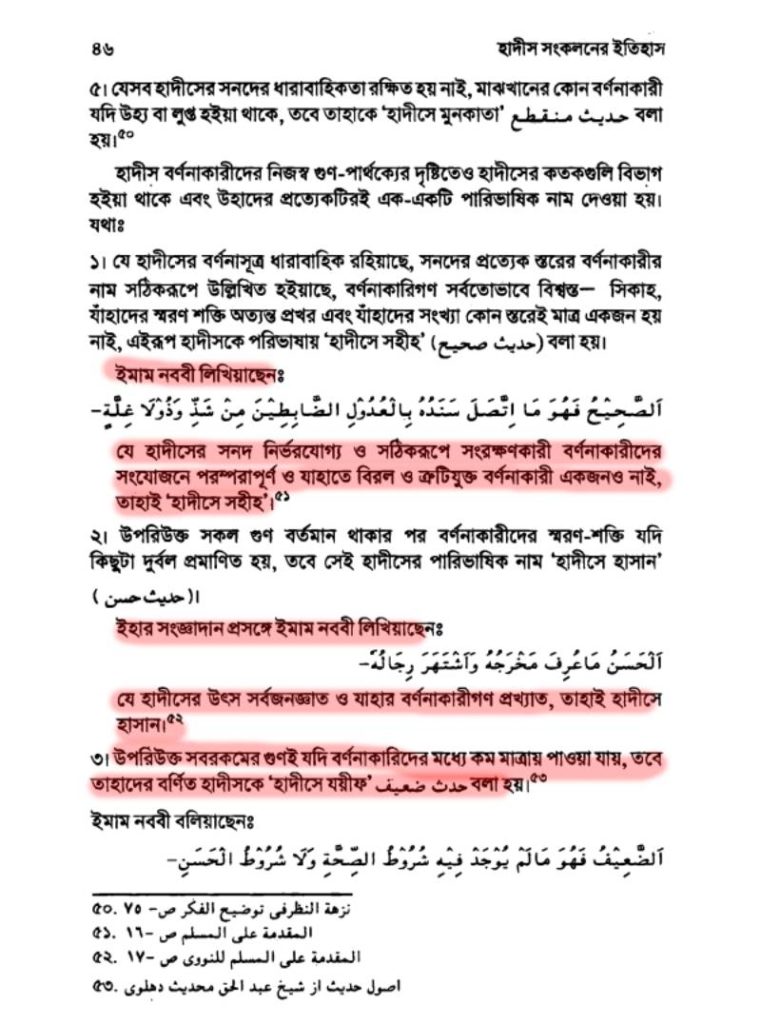 ৪৬ হাদীস সংকলনের ইতিহাস
৫। যেসব হাদীসের সনদের ধারাবাহিকতা রক্ষিত হয় নাই, মাঝখানের কোন বর্ণনাকারী
যদি উহ্য বা লুপ্ত হইয়া থাকে, তবে তাহাকে ‘হাদীসে মুনকাতা’ حديث منقطع বলা
হয়।৫০
হাদীস বর্ণনাকারীদের নিজস্ব গুণ-পার্থক্যের দৃষ্টিতেও হাদীসের কতকগুলি বিভাগ
হইয়া থাকে এবং উহাদের প্রত্যেকটিরই এক-একটি পারিভাষিক নাম দেওয়া হয়।
যথাঃ
১। যে হাদীসের বর্ণনাসূত্র ধারাবাহিক রহিয়াছে, সনদের প্রত্যেক স্তরের বর্ণনাকারীর
নাম সঠিকরূপে উল্লিখিত হইয়াছে, বর্ণনাকারিগণ সর্বতোভাবে বিশ্বস্ত— সিকাহ,
যাঁহাদের স্মরণ শক্তি অত্যন্ত প্রখর এবং যাঁহাদের সংখ্যা কোন স্তরেই মাত্র একজন হয়
নাই, এইরূপ হাদীসকে পরিভাষায় ‘হাদীসে সহীহ’ (حديث صحيح) বলা হয়।
ইমাম নববী লিখিয়াছেনঃ
اَلصَّحِيْحُ فَهُوَ مَا اِتَّصَلَ سَنَدُهُ بِالْعُدُوْلِ الضَّابِطِيْنَ مِنْ شَذِّ وَذُوْلَا عِلَّةٍ-
যে হাদীসের সনদ নির্ভরযোগ্য ও সঠিকরূপে সংরক্ষণকারী বর্ণনাকারীদের
সংযোজনে পরম্পরাপূর্ণ ও যাহাতে বিরল ও ত্রুটিযুক্ত বর্ণনাকারী একজনও নাই,
তাহাই ‘হাদীসে সহীহ’।৫১
২। উপরিউক্ত সকল গুণ বর্তমান থাকার পর বর্ণনাকারীদের স্মরণ-শক্তি যদি
কিছুটা দুর্বল প্রমাণিত হয়, তবে সেই হাদীসের পারিভাষিক নাম ‘হাদীসে হাসান’
(حديث حسن)।
ইহার সংজ্ঞাদান প্রসঙ্গে ইমাম নববী লিখিয়াছেনঃ
اَلْحَسَنُ مَاعُرِفَ مَخْرَجُهُ وَاَشْتَهَرَ رِجَالُهُ-
যে হাদীসের উৎস সর্বজনজ্ঞাত ও যাহার বর্ণনাকারীগণ প্রখ্যাত, তাহাই হাদীসে
হাসান।৫২
৩। উপরিউক্ত সবরকমের গুণই যদি বর্ণনাকারিদের মধ্যে কম মাত্রায় পাওয়া যায়, তবে
তাহাদের বর্ণিত হাদীসকে ‘হাদীসে যয়ীফ’ حدث ضعيف বলা হয়।৫৩
ইমাম নববী বলিয়াছেনঃ
اَلضَّعِيْفُ فَهُوَ مَالَمْ يُوْجَدْ فِيْهِ شُرُوْطُ الصِّحَّةِ وَلَا شُرُوْطُ الْحَسَنِ-
৫০. نزهة النظرفى توضيع الفكر ص- ٧٥
৫১. المقدمة على المسلم ص -١٦
৫২. المقدمة على المسلم للنووى ص -١٧
৫৩. اصول حديث از شيخ عبد الحق محديث دهلوى